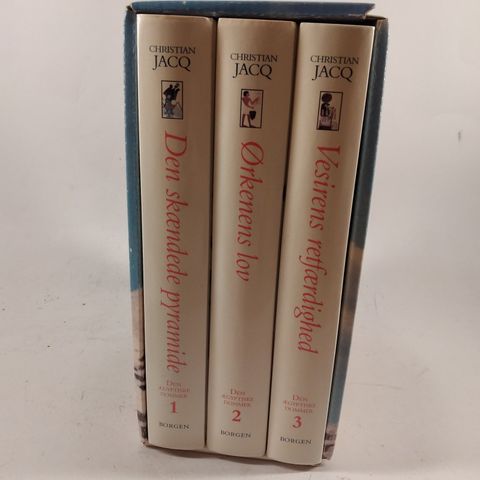 CHRISTIAN
JACQ
Den skændede pyramide
DEN
ÆGYPTISKE
DOMMER
1
BORGEN
CHRISTIAN
JACQ
Ørkenens lov
DEN
ÆGYPTISKE
DOMMER
2
BORGEN
CHRISTIAN
JACQ
Vesirens retfærdighed
DEN
ÆGYPTISKE
DOMMER
3
BORGEN